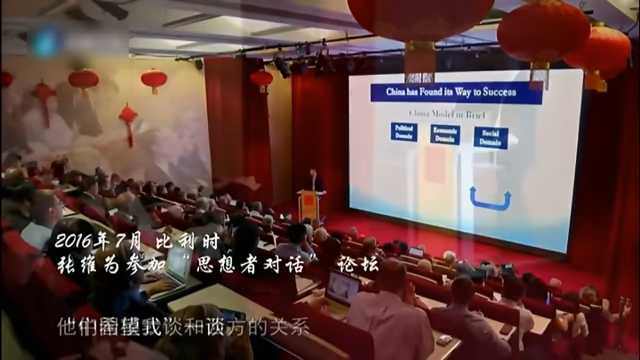 China has Found its Way to Success
China Model in Brief
Political Domain
Economic Domain
Social Domain
2016年7月 比利时
张维为参加“思想者对话” 论坛